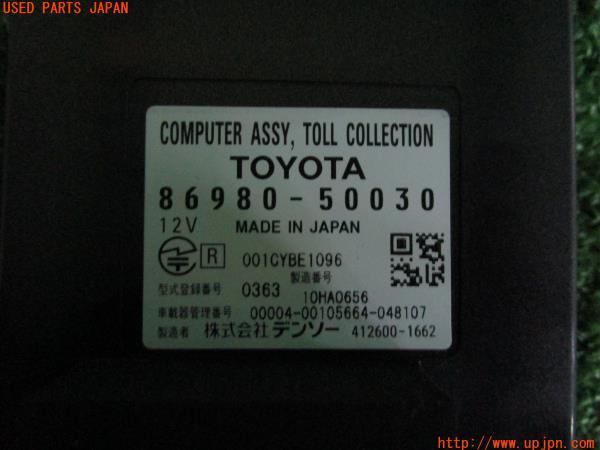 USED PARTS JAPAN
COMPUTER ASSY, TOLL COLLECTION
TOYOTA
86980-50030
12V MADE IN JAPAN
R 001CYBE1096
製造番号
型式登録番号 0363 10HA0656
車載器管理番号 00004-00105664-048107
製造者 株式会社 デンソー 412600-1662
http://www.upjpn.com/